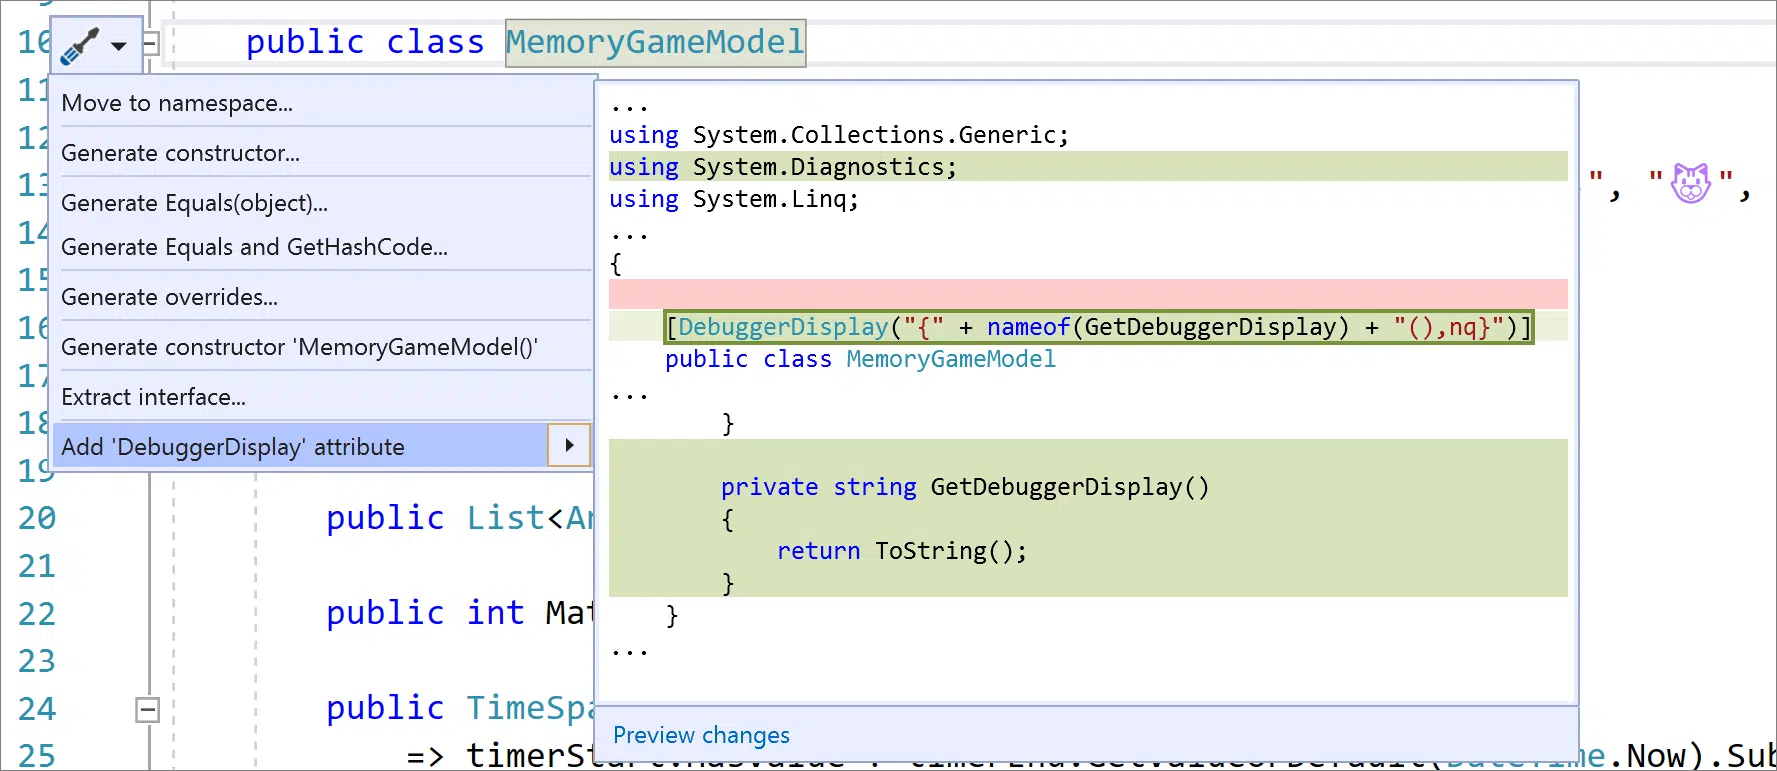 10 public class MemoryGameModel
11
12
13 ", "😺",
14
15
16
17
18
19
Move to namespace...
Generate constructor...
Generate Equals(object)...
Generate Equals and GetHashCode...
Generate overrides...
Generate constructor 'MemoryGameModel()'
Extract interface...
Add 'DebuggerDisplay' attribute
...
using System.Collections.Generic;
using System.Diagnostics;
using System.Linq;
...
{
[DebuggerDisplay("{" + nameof(GetDebuggerDisplay) + "(),nq}")]
public class MemoryGameModel
...
}
private string GetDebuggerDisplay()
{
return ToString();
}
}
...
Preview changes
20 public List<
21
22 public int Mat
23
24 public TimeSpa
25 => timerSt DateTime.Now).Sub